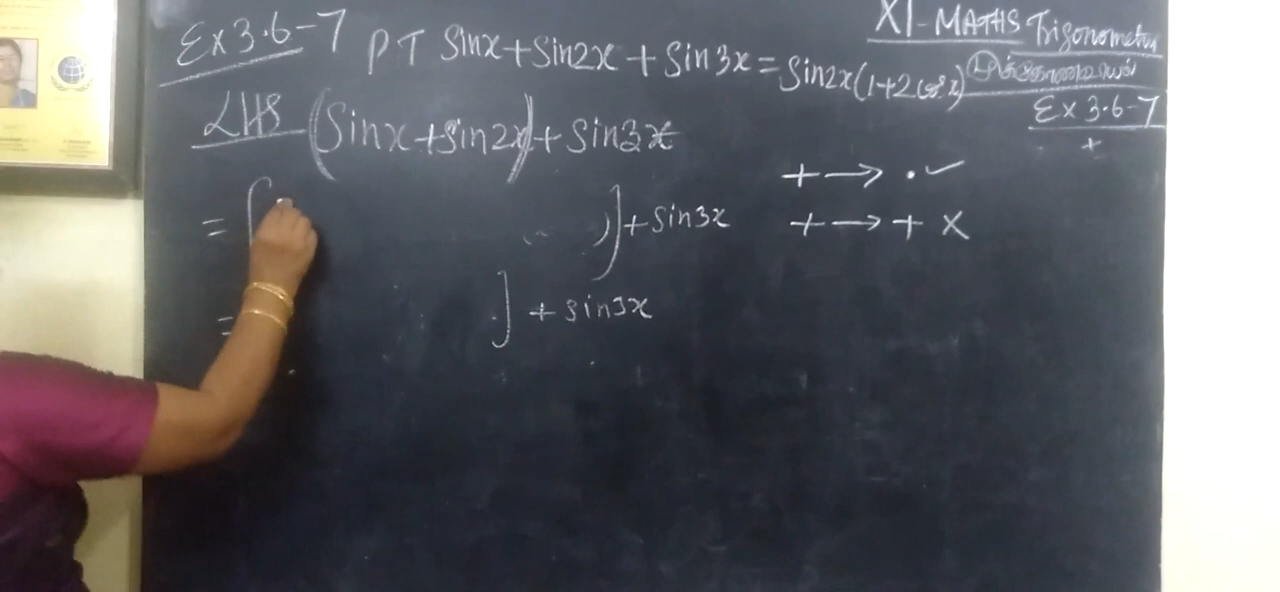 Ex 3.6-7 PT Sinx + Sin2x + Sin3x = Sin2x(1+2cosx)
XI - MATHS Trigonometry
Ex 3.6-7
+
LHS (Sinx + Sin2x) + Sin3x
+ → . ✓
= [ )] + Sin3x
+ → + X
= ] + Sin3x